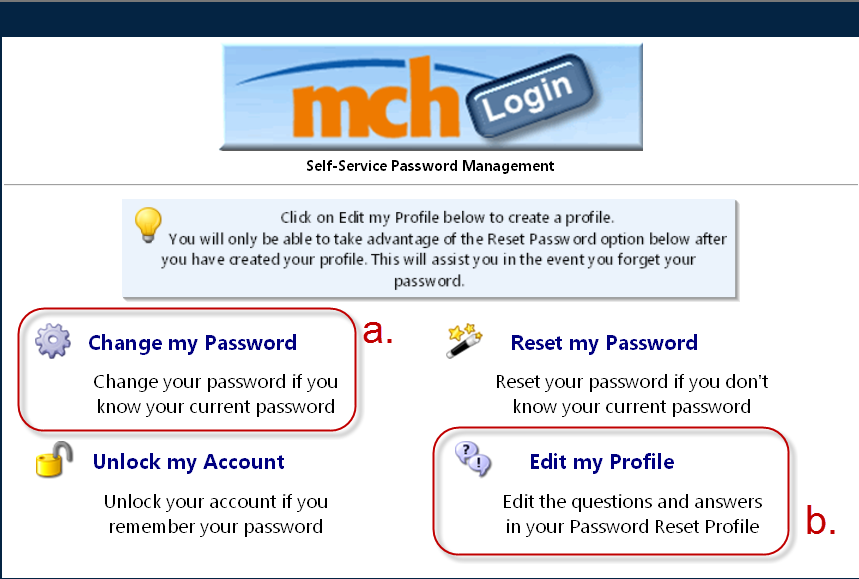 mch Login
Self-Service Password Management
Click on Edit my Profile below to create a profile.
You will only be able to take advantage of the Reset Password option below after
you have created your profile. This will assist you in the event you forget your
password.
a.
Change my Password
Change your password if you
know your current password
Reset my Password
Reset your password if you don't
know your current password
Unlock my Account
Unlock your account if you
remember your password
? !
Edit my Profile
Edit the questions and answers
in your Password Reset Profile
b.